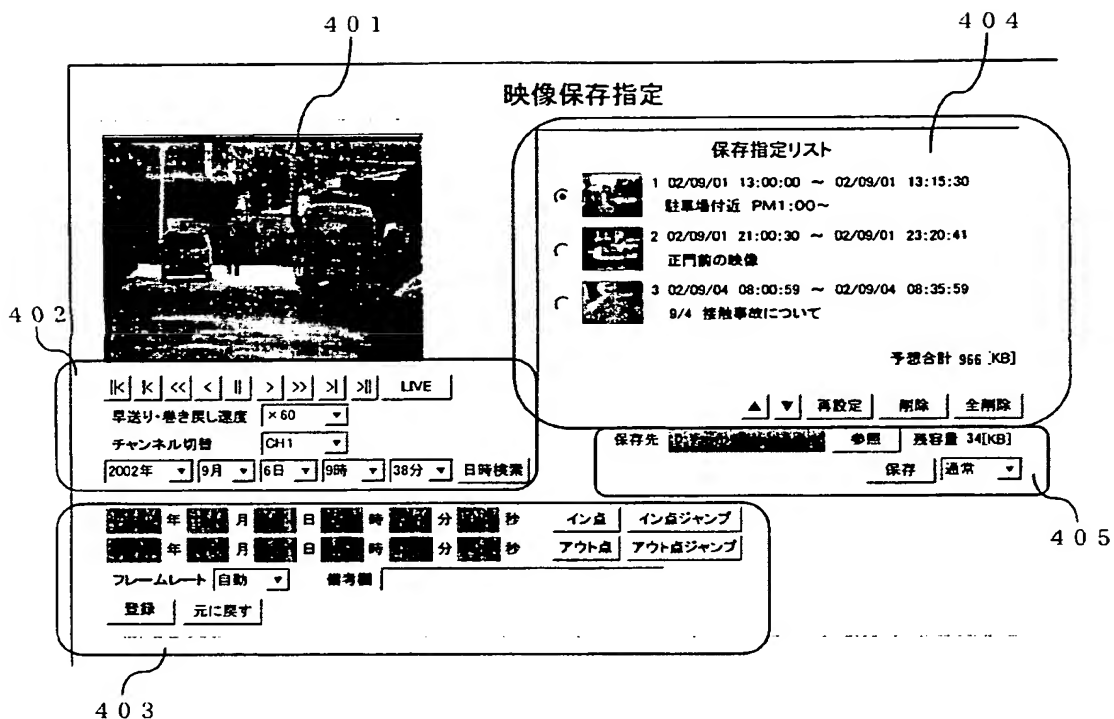 401
404
映像保存指定
保存指定リスト
1 02/09/01 13:00:00 ~ 02/09/01 13:15:30
駐車場付近 PM1:00~
2 02/09/01 21:00:30 ~ 02/09/01 23:20:41
正門前の映像
3 02/09/04 08:00:59 ~ 02/09/04 08:35:59
9/4 接触事故について
予想合計 966 [KB]
▲ ▼ 再設定 削除 全削除
402
|K K << < || > >> >| >|| LIVE
早送り・巻き戻し速度 ×60
チャンネル切替 CH1
2002年 9月 6日 9時 38分 日時検索
保存先 参照 残容量 34[KB]
保存 通常
405
年 月 日 時 分 秒 イン点 イン点ジャンプ
年 月 日 時 分 秒 アウト点 アウト点ジャンプ
フレームレート 自動 備考欄
登録 元に戻す
403